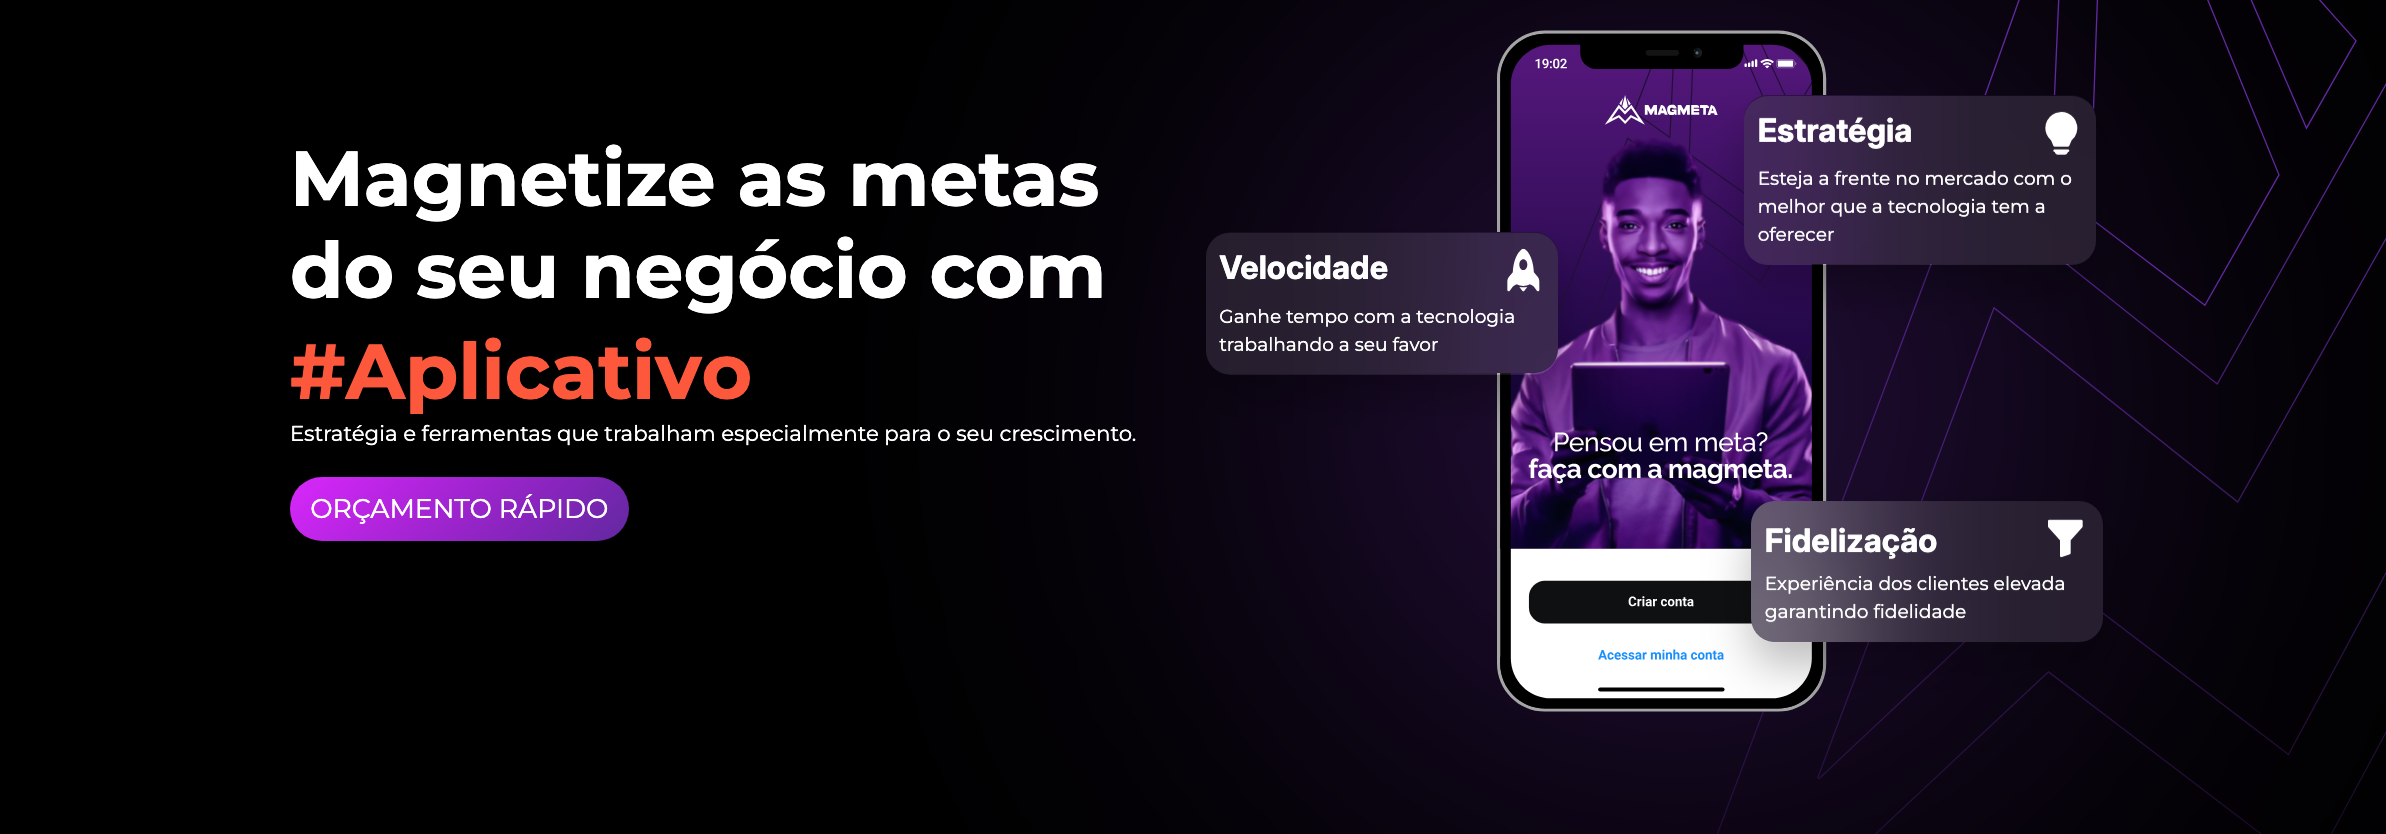 Magnetize as metas
do seu negócio com
#Aplicativo
Estratégia e ferramentas que trabalham especialmente para o seu crescimento.
ORÇAMENTO RÁPIDO
19:02
MAGMETA
Estratégia
Esteja a frente no mercado com o
melhor que a tecnologia tem a
oferecer
Velocidade
Ganhe tempo com a tecnologia
trabalhando a seu favor
Pensou em meta?
faça com a magmeta.
Fidelização
Experiência dos clientes elevada
garantindo fidelidade
Criar conta
Acessar minha conta